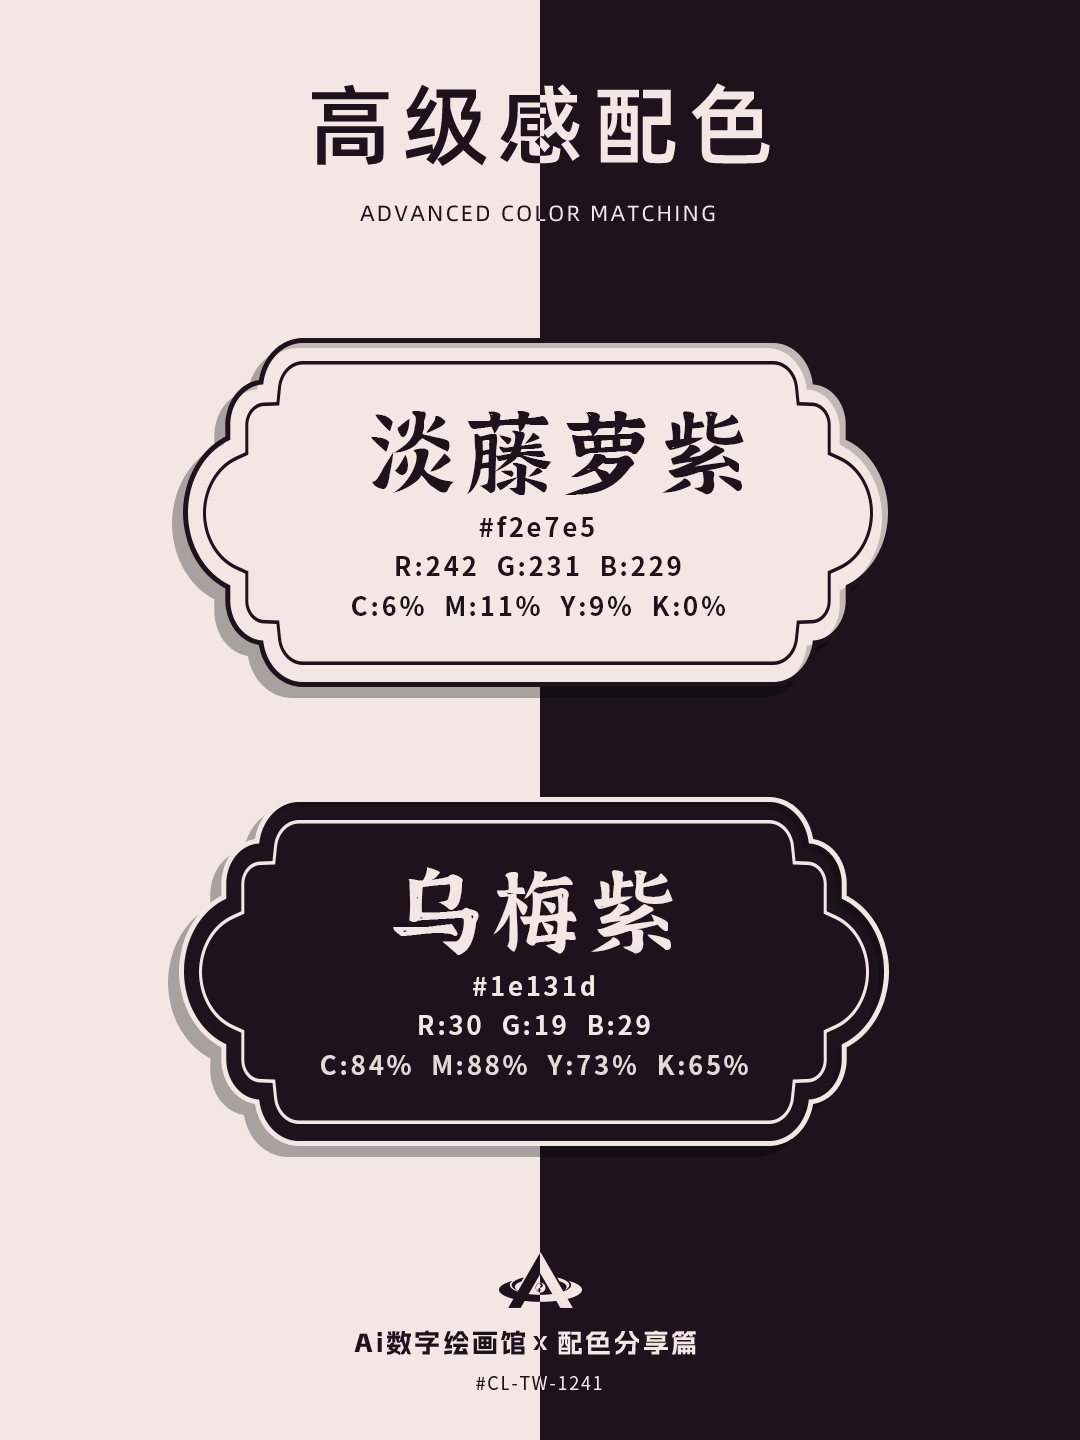 高级感配色
ADVANCED COLOR MATCHING
淡藤萝紫
#f2e7e5
R:242 G:231 B:229
C:6% M:11% Y:9% K:0%
乌梅紫
#1e131d
R:30 G:19 B:29
C:84% M:88% Y:73% K:65%
Ai数字绘画馆 x 配色分享篇
#CL-TW-1241